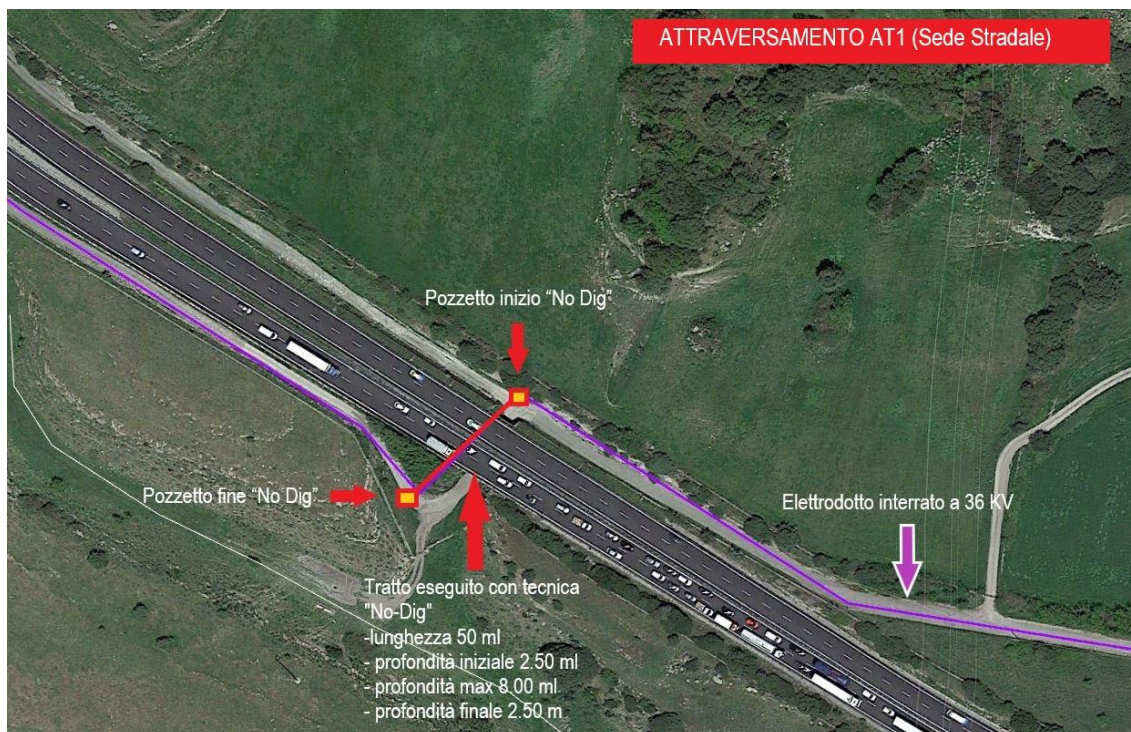 ATTRAVERSAMENTO AT1 (Sede Stradale)
Pozzetto inizio “No Dig”
Pozzetto fine “No Dig”
Elettrodotto interrato a 36 KV
Tratto eseguito con tecnica
"No-Dig"
-lunghezza 50 ml
- profondità iniziale 2.50 ml
- profondità max 8.00 ml
- profondità finale 2.50 m